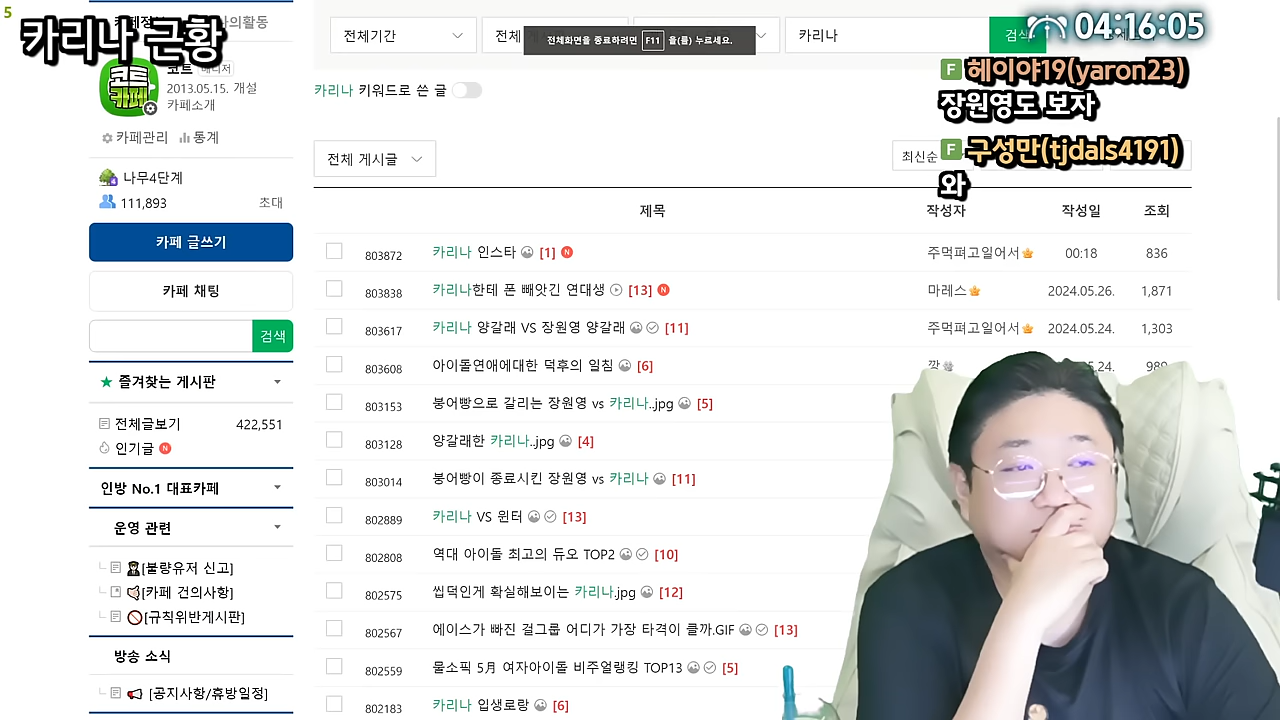 5
카리나 근황
나의활동
코트 매니저
2013.05.15. 개설
카페소개
코트
카페
카페관리 통계
나무4단계
111,893 초대
카페 글쓰기
카페 채팅
검색
★ 즐겨찾는 게시판
전체글보기 422,551
인기글 N
인방 No.1 대표카페
운영 관련
[불량유저 신고]
[카페 건의사항]
[규칙위반게시판]
방송 소식
[공지사항/휴방일정]
전체기간 전체 카리나 검색
전체화면을 종료하려면 F11 을(를) 누르세요.
04:16:05
카리나 키워드로 쓴 글
F 헤이야19(yaron23)
장원영도 보자
F 구성만(tjdals4191)
와
전체 게시글 최신순
제목 작성자 작성일 조회
803872 카리나 인스타 [1] N 주먹펴고일어서 00:18 836
803838 카리나한테 폰 빼앗긴 연대생 [13] N 마레스 2024.05.26. 1,871
803617 카리나 양갈래 VS 장원영 양갈래 [11] 주먹펴고일어서 2024.05.24. 1,303
803608 아이돌연애에대한 덕후의 일침 [6]
803153 붕어빵으로 갈리는 장원영 vs 카리나..jpg [5]
803128 양갈래한 카리나..jpg [4]
803014 붕어빵이 종료시킨 장원영 vs 카리나 [11]
802889 카리나 VS 윈터 [13]
802808 역대 아이돌 최고의 듀오 TOP2 [10]
802575 씹덕인게 확실해보이는 카리나.jpg [12]
802567 에이스가 빠진 걸그룹 어디가 가장 타격이 클까.GIF [13]
802559 물소픽 5月 여자아이돌 비주얼랭킹 TOP13 [5]
802183 카리나 입생로랑 [6]